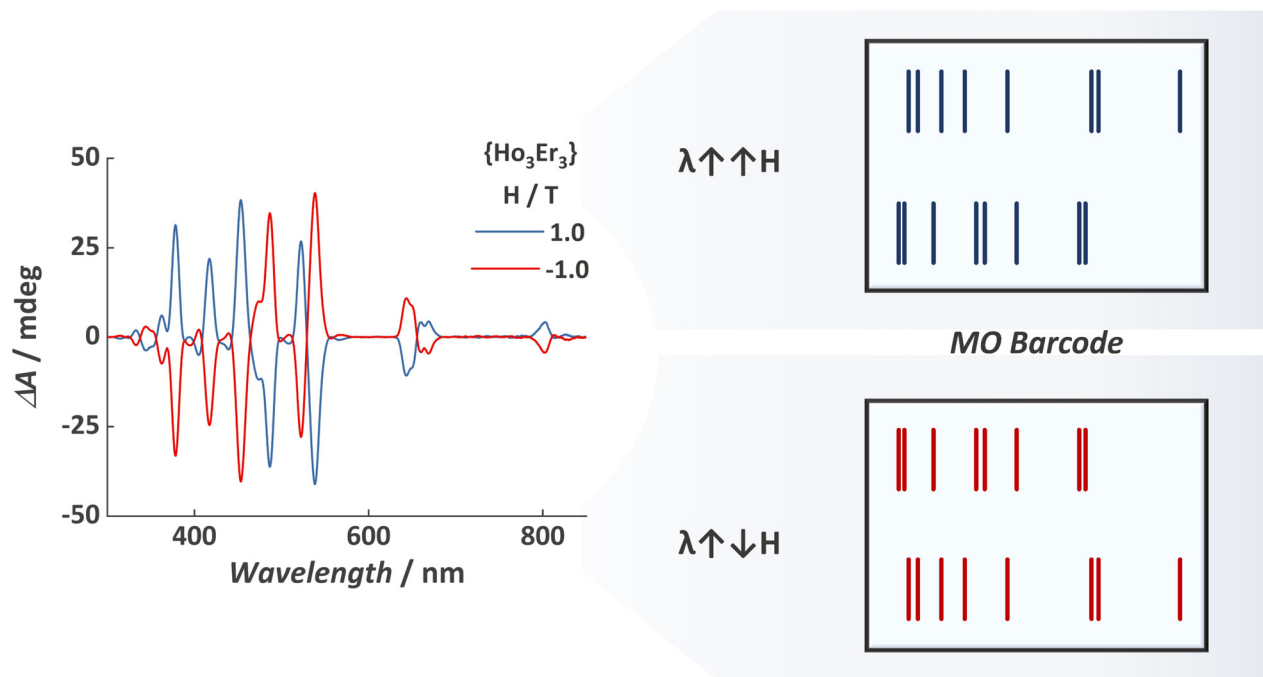 {Ho₃Er₃}
H / T
1.0
-1.0
50
25
0
-25
-50
ΔA / mdeg
400
600
800
Wavelength / nm
λ↑↑H
MO Barcode
λ↑↓H